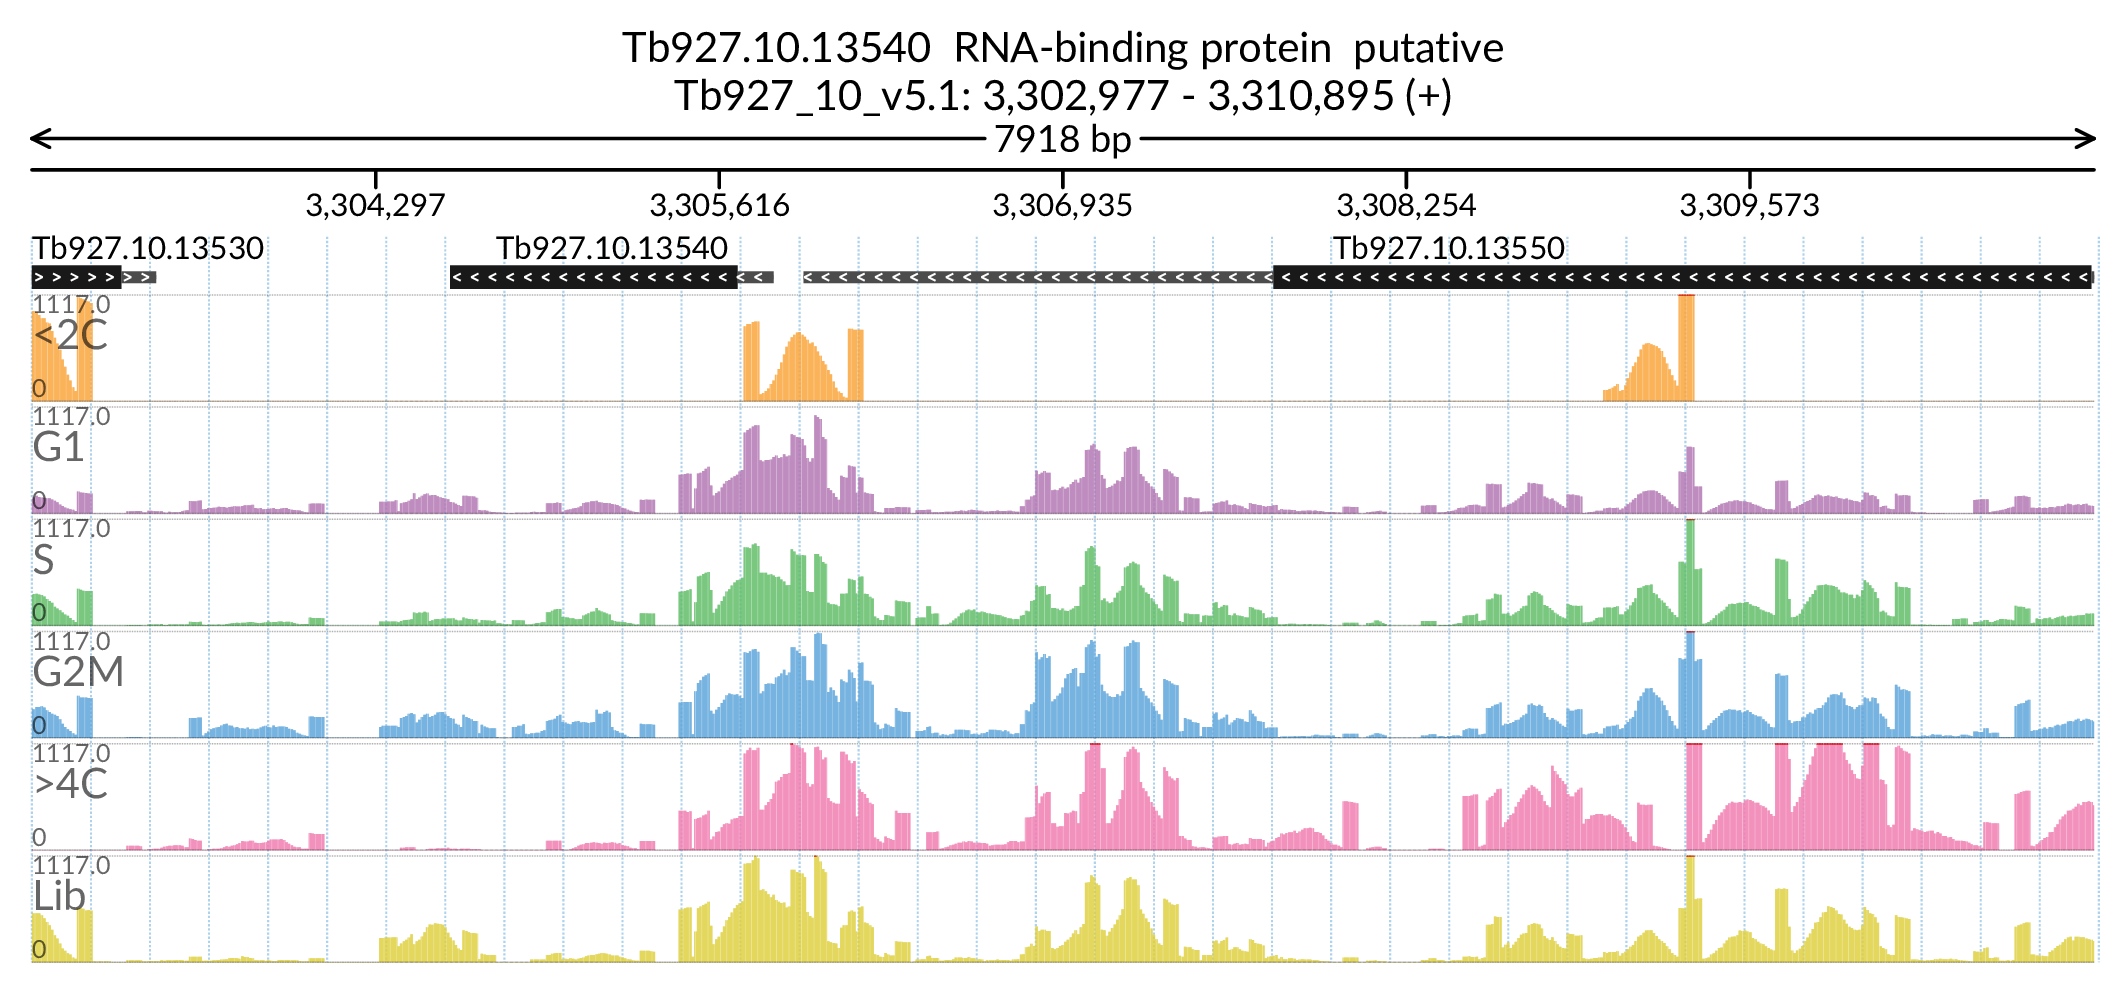 Tb927.10.13540  RNA-binding protein  putative
Tb927_10_v5.1: 3,302,977 - 3,310,895 (+)
7918 bp
3,304,297 3,305,616 3,306,935 3,308,254 3,309,573
Tb927.10.13530 Tb927.10.13540 Tb927.10.13550
1117.0
<2C
0
1117.0
G1
0
1117.0
S
0
1117.0
G2M
0
1117.0
>4C
0
1117.0
Lib
0